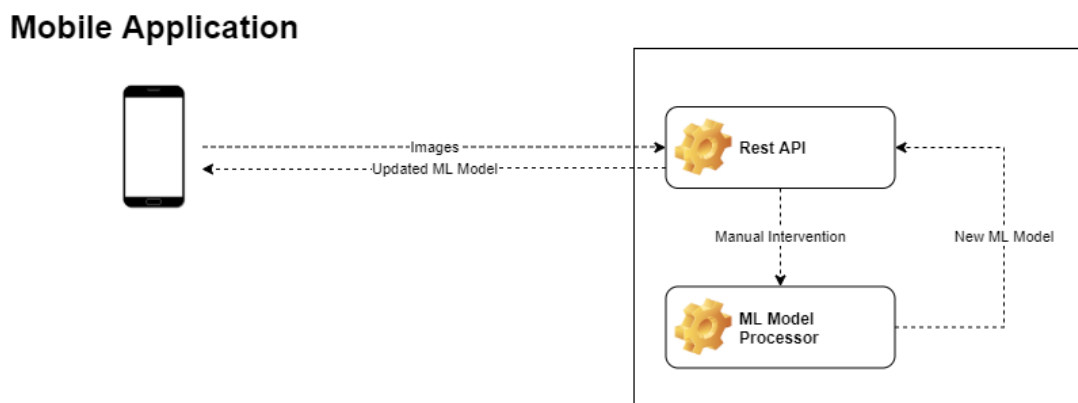 Mobile Application
Rest API
Images
Updated ML Model
Manual Intervention
New ML Model
ML Model
Processor